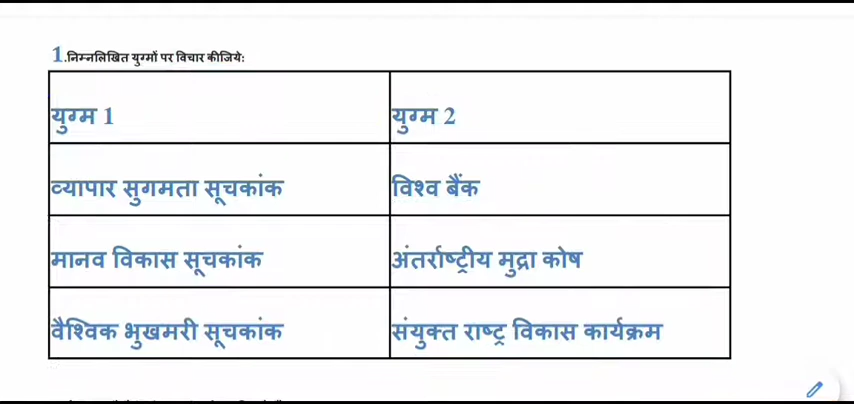 1.निम्नलिखित युग्मों पर विचार कीजिये:
युग्म 1 युग्म 2
व्यापार सुगमता सूचकांक विश्व बैंक
मानव विकास सूचकांक अंतर्राष्ट्रीय मुद्रा कोष
वैश्विक भुखमरी सूचकांक संयुक्त राष्ट्र विकास कार्यक्रम